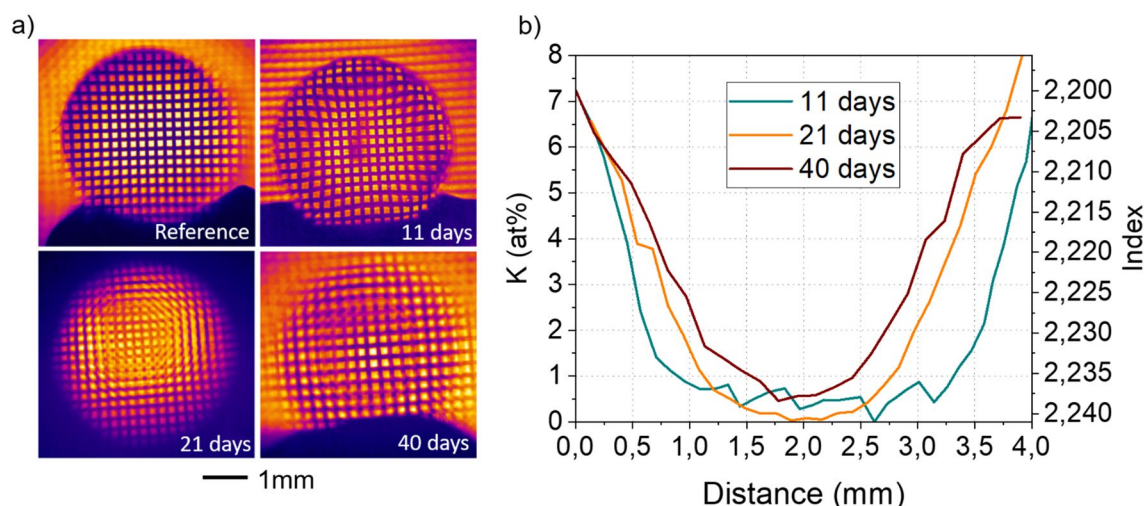 a)
Reference
11 days
21 days
40 days
1mm
b)
8
7
6
5
4
3
2
1
0
K (at%)
11 days
21 days
40 days
2,200
2,205
2,210
2,215
2,220
2,225
2,230
2,235
2,240
Index
0,0 0,5 1,0 1,5 2,0 2,5 3,0 3,5 4,0
Distance (mm)